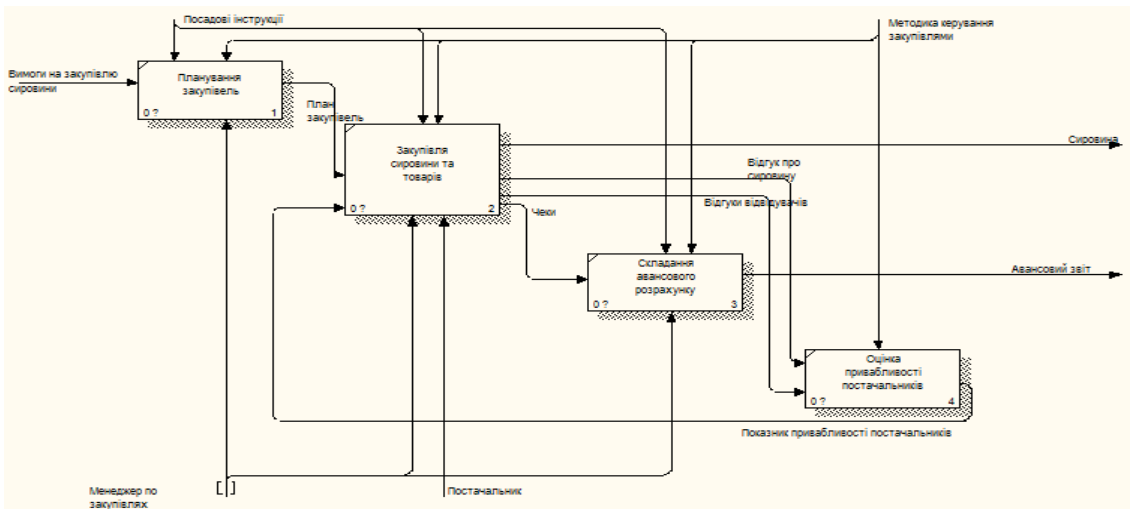 Посадові інструкції
Методика керування
закупівлями
Вимоги на закупівлю
сировини
Планування
закупівель
0 ?
1
План
закупівель
Закупівля
сировини та
товарів
0 ?
2
Сировина
Відгук про
сировину
Відгуки відвідувачів
Чеки
Складання
авансового
розрахунку
0 ?
3
Авансовий звіт
Оцінка
привабливості
постачальників
0 ?
4
Показник привабливості постачальників
Менеджер по
закупівлях
[ ]
Постачальник